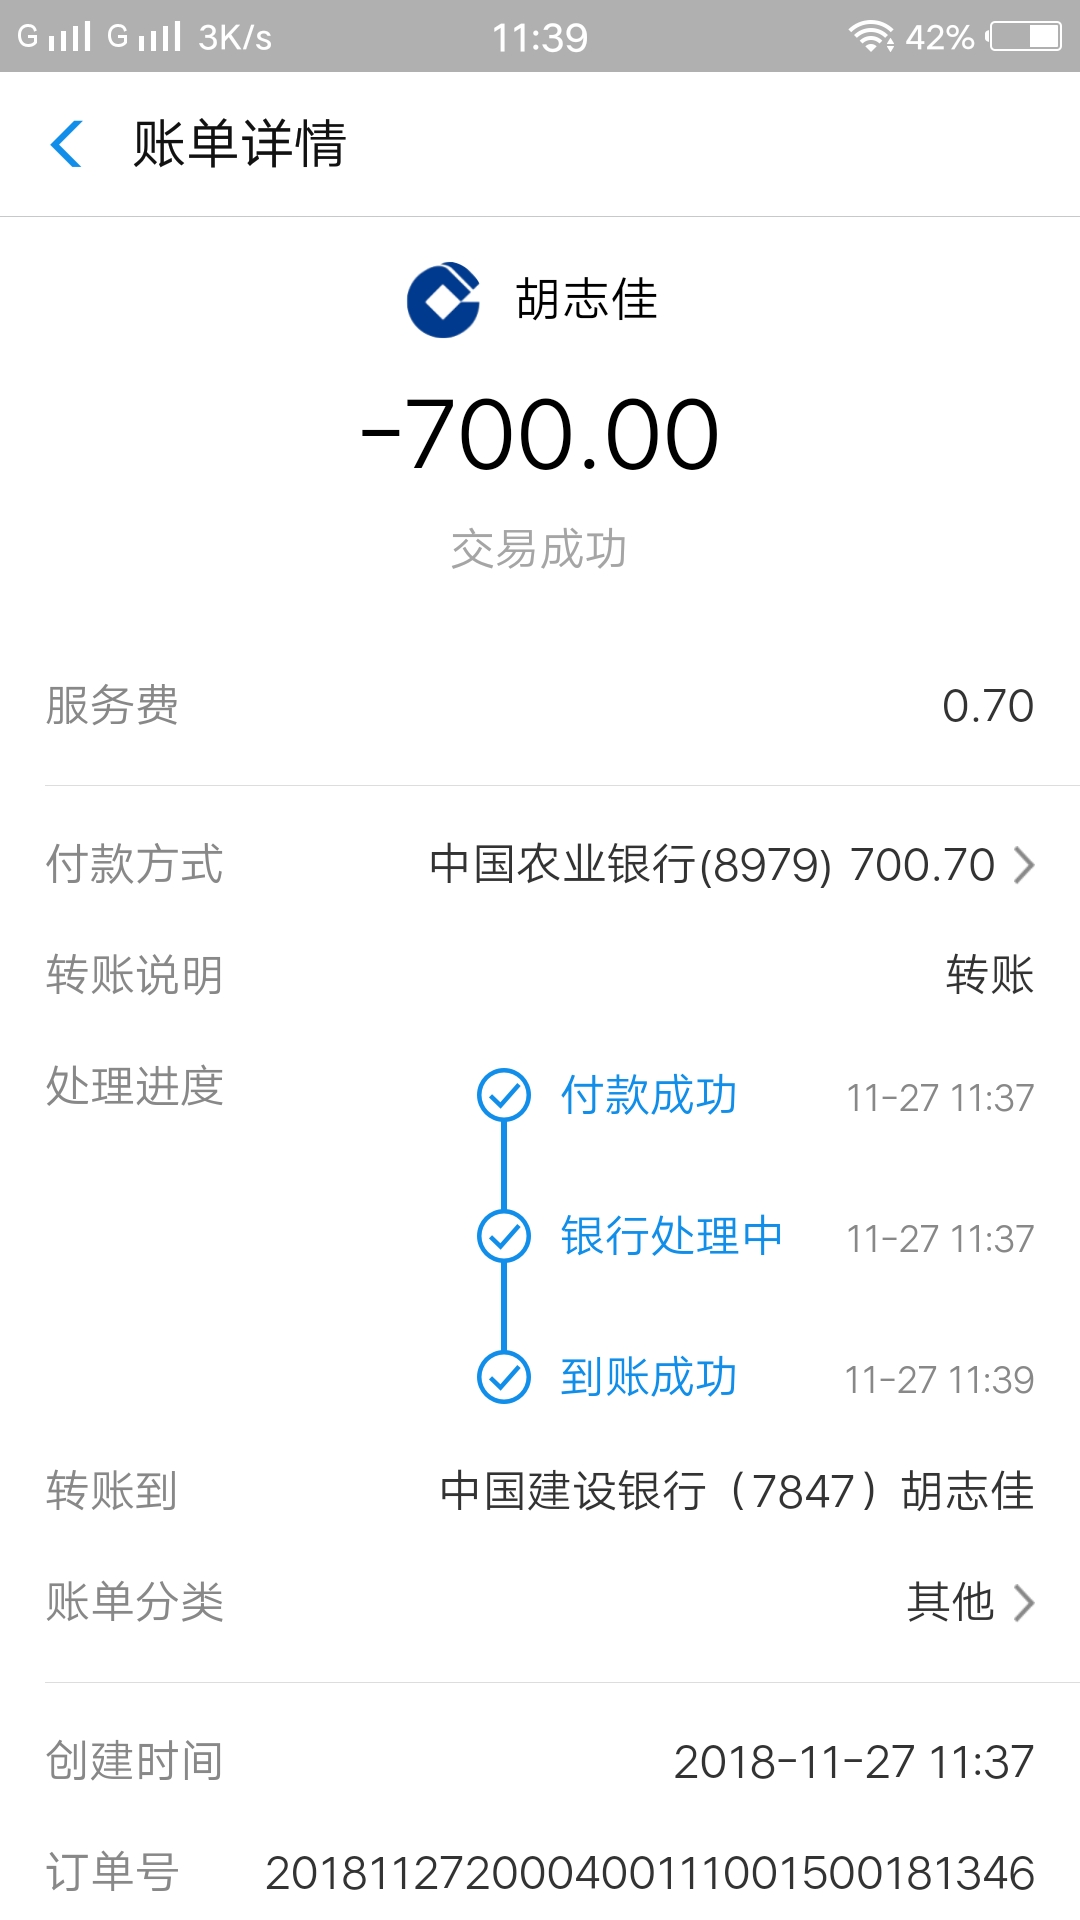 G G 3K/s 11:39 42%
账单详情
胡志佳
-700.00
交易成功
服务费 0.70
付款方式 中国农业银行(8979) 700.70
转账说明 转账
处理进度 付款成功 11-27 11:37
银行处理中 11-27 11:37
到账成功 11-27 11:39
转账到 中国建设银行（7847）胡志佳
账单分类 其他
创建时间 2018-11-27 11:37
订单号 20181127200040011100150018​1346